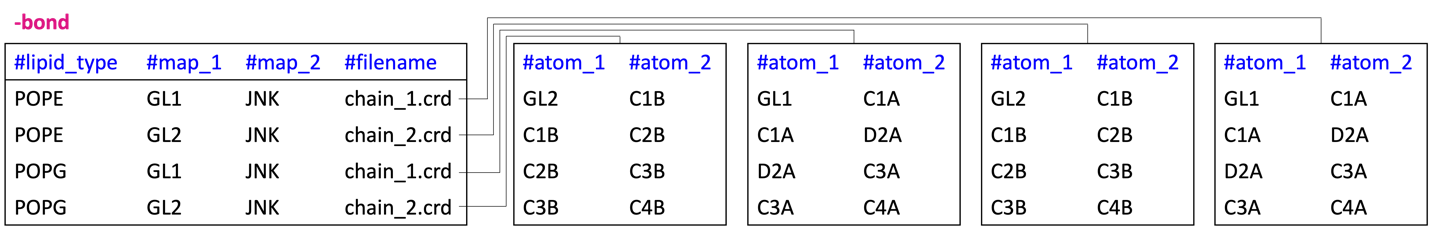 -bond
#lipid_type #map_1 #map_2 #filename
POPE GL1 JNK chain_1.crd
POPE GL2 JNK chain_2.crd
POPG GL1 JNK chain_1.crd
POPG GL2 JNK chain_2.crd
#atom_1 #atom_2
GL2 C1B
C1B C2B
C2B C3B
C3B C4B
#atom_1 #atom_2
GL1 C1A
C1A D2A
D2A C3A
C3A C4A
#atom_1 #atom_2
GL2 C1B
C1B C2B
C2B C3B
C3B C4B
#atom_1 #atom_2
GL1 C1A
C1A D2A
D2A C3A
C3A C4A